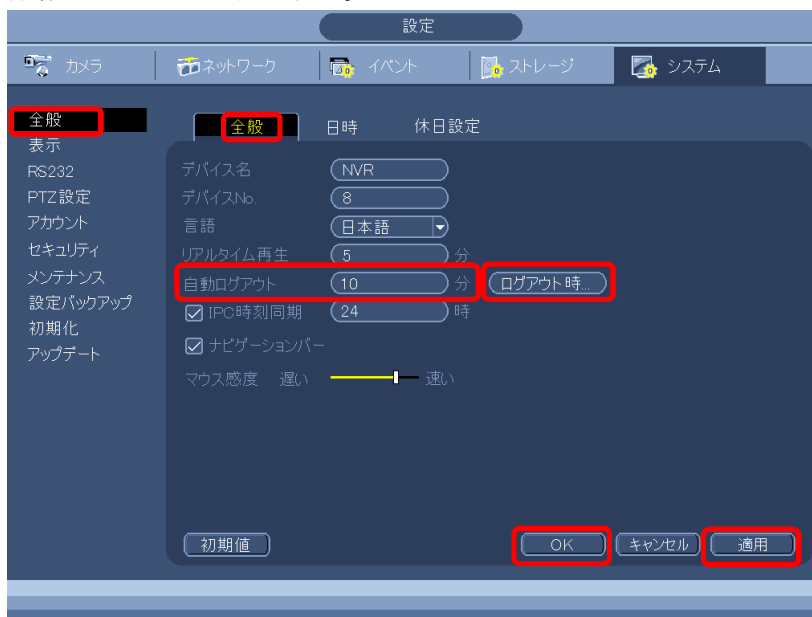 設定
カメラ ネットワーク イベント ストレージ システム
全般
表示
RS232
PTZ設定
アカウント
セキュリティ
メンテナンス
設定バックアップ
初期化
アップデート
全般 日時 休日設定
デバイス名 NVR
デバイスNo. 8
言語 日本語
リアルタイム再生 5 分
自動ログアウト 10 分 ログアウト時...
IPC時刻同期 24 時
ナビゲーションバー
マウス感度 遅い 速い
初期値 OK キャンセル 適用